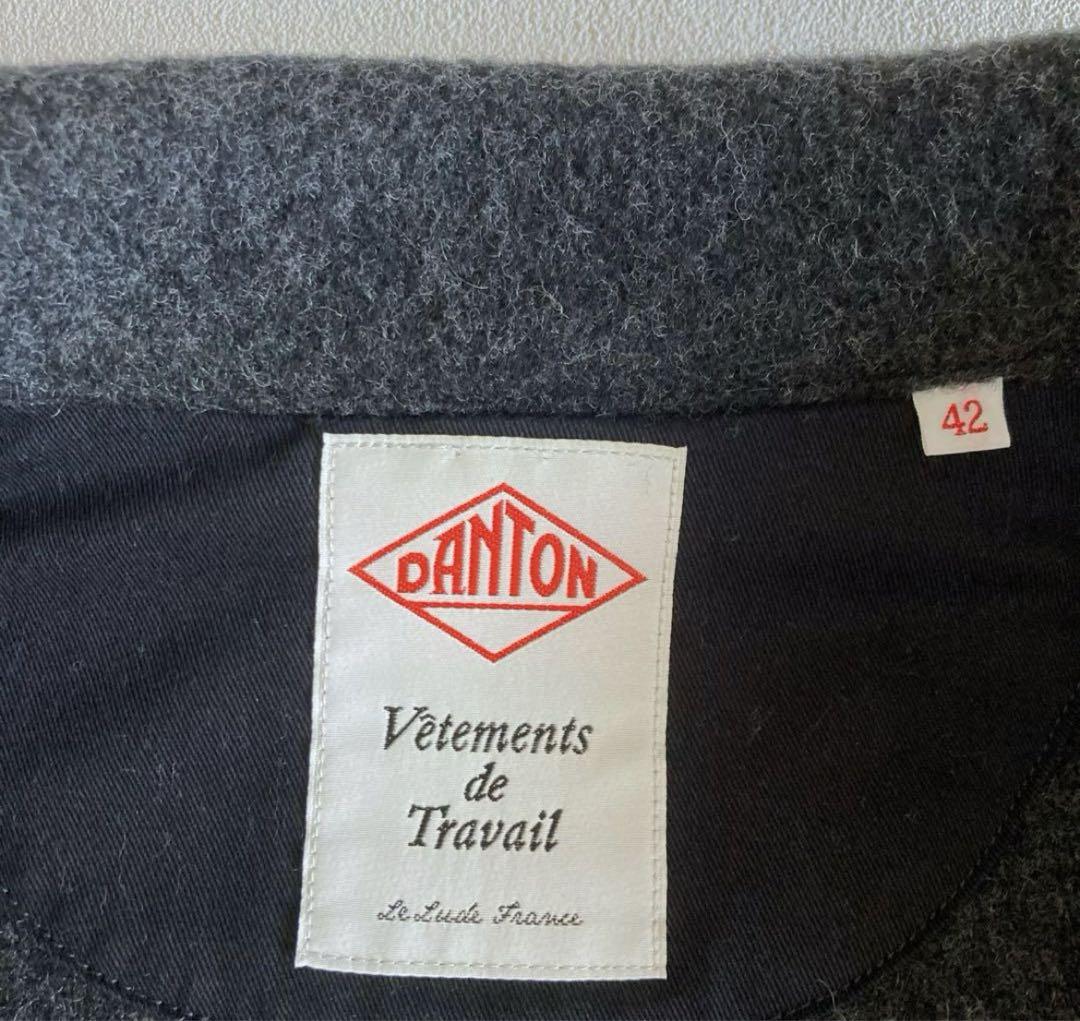 42
DANTON
Vêtements
de
Travail
Le Lude France